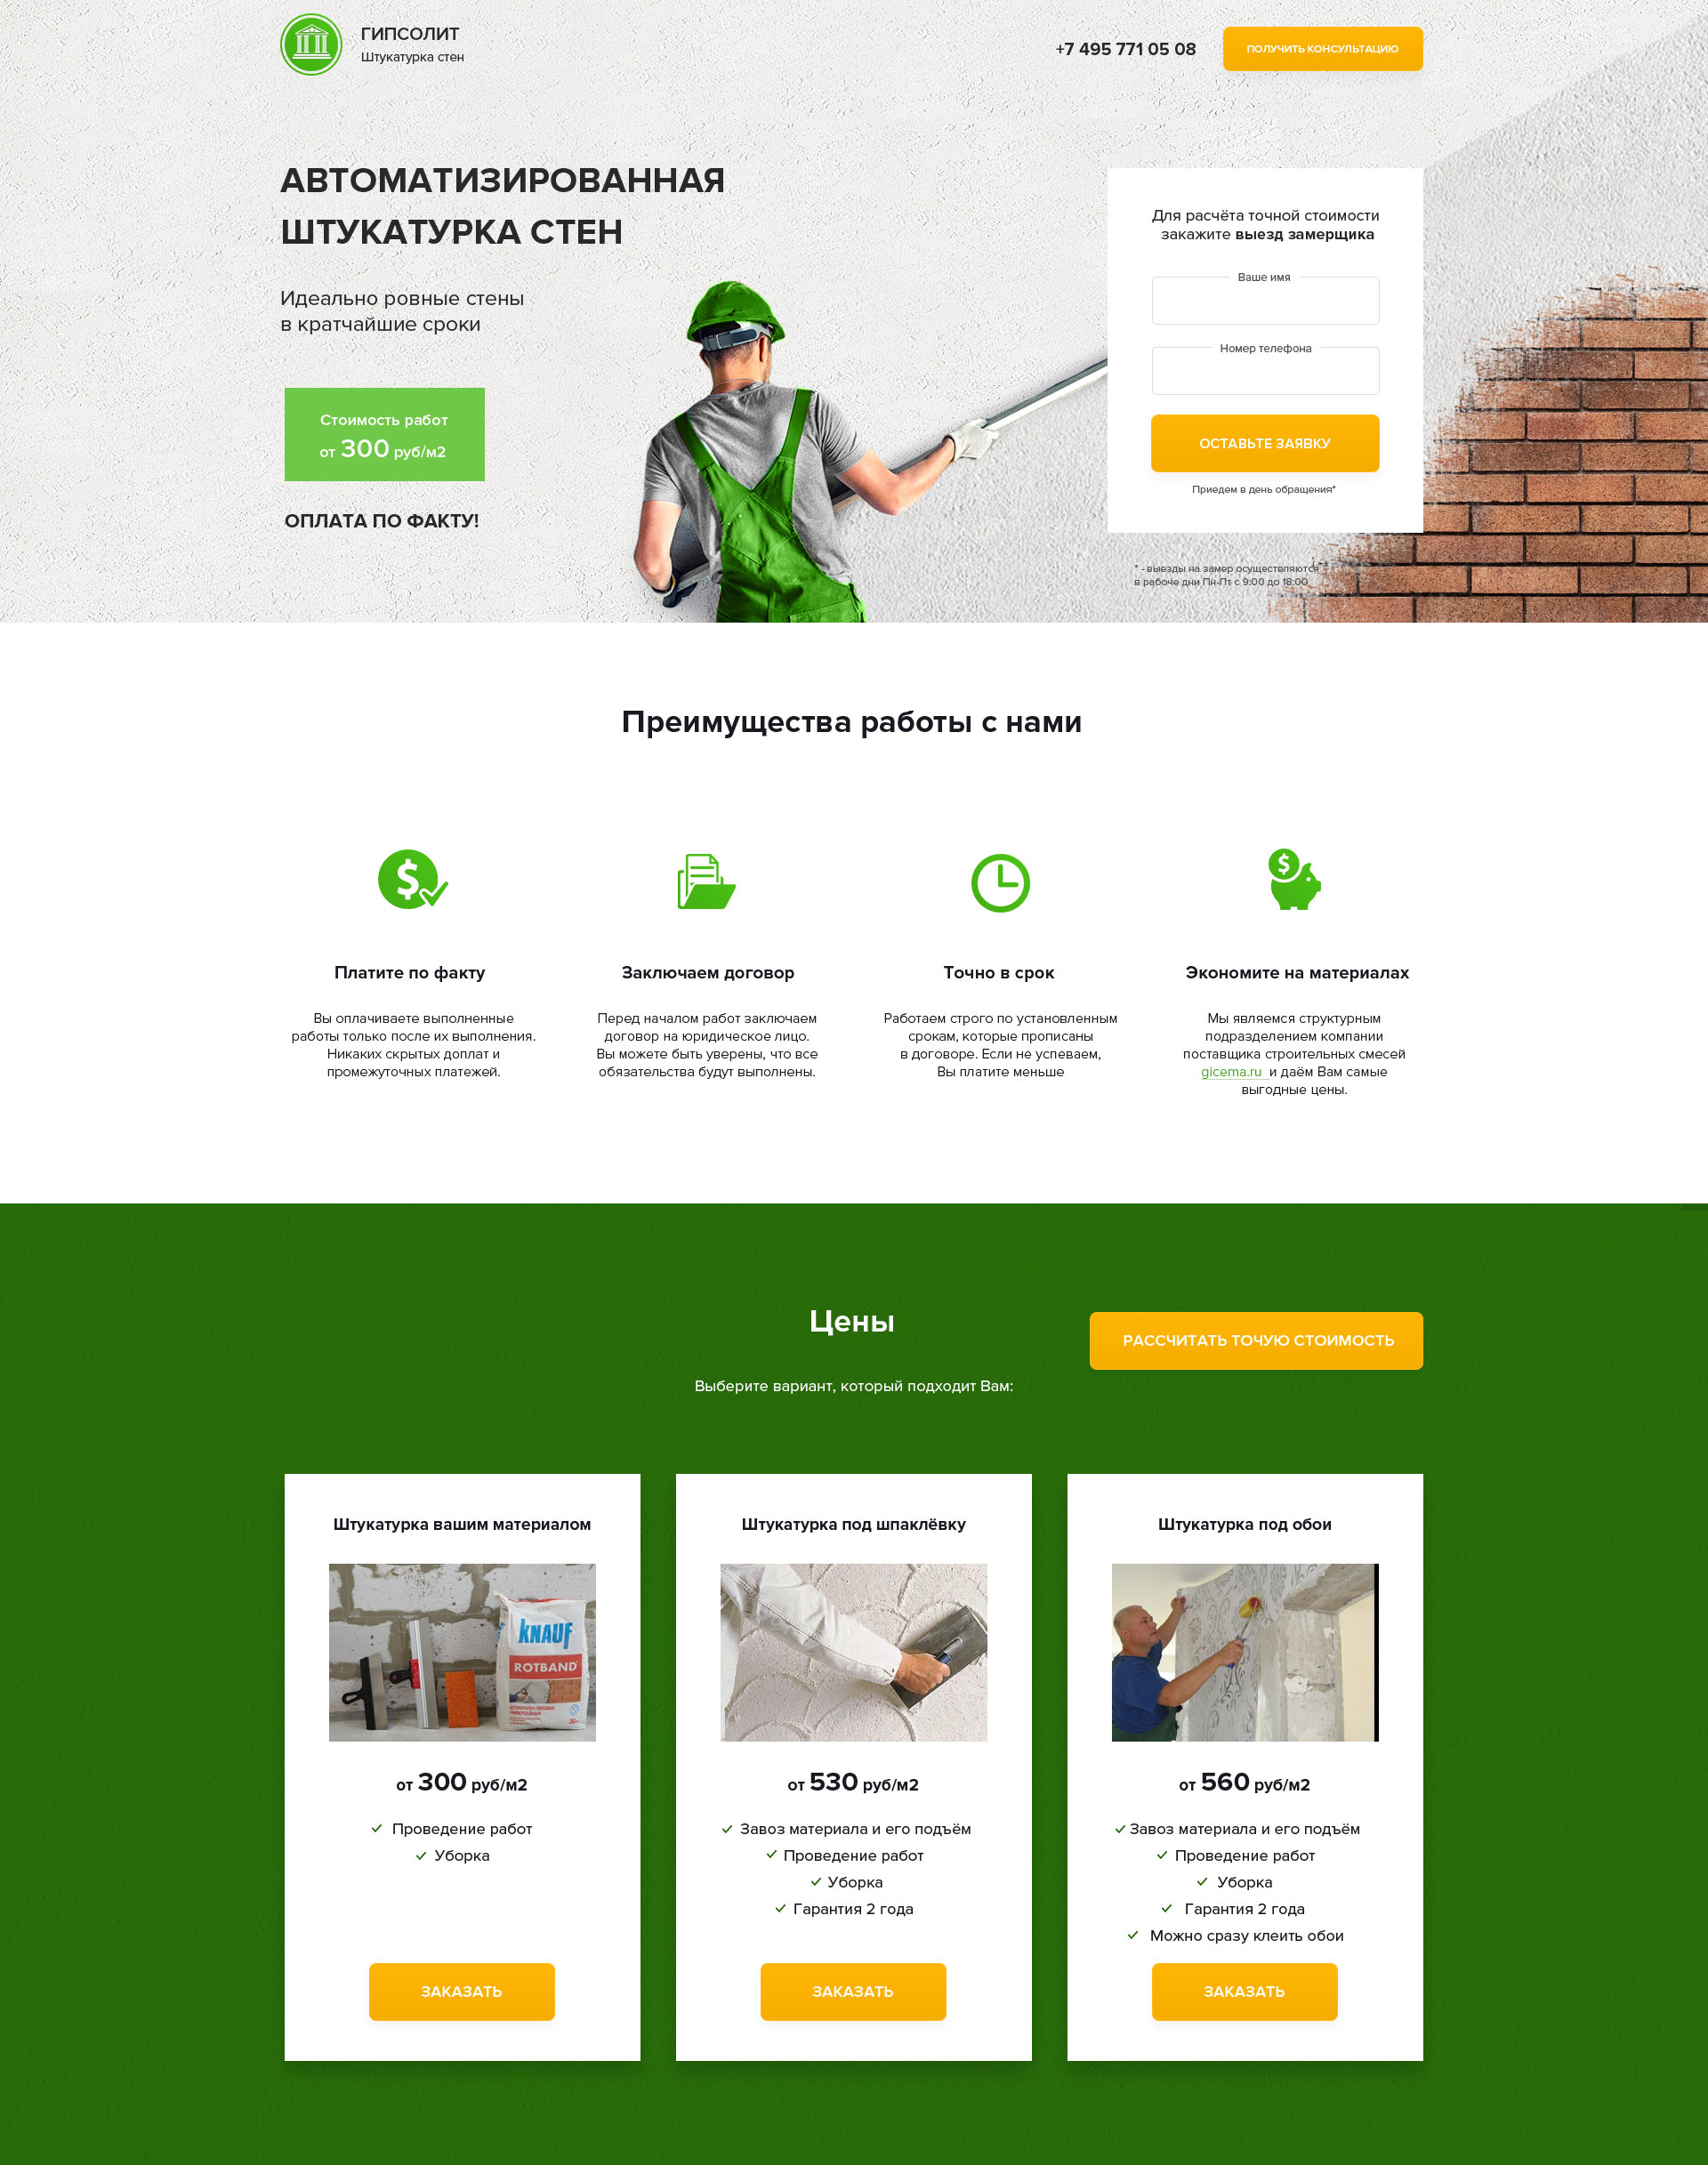 ГИПСОЛИТ
Штукатурка стен
+7 495 771 05 08
ПОЛУЧИТЬ КОНСУЛЬТАЦИЮ
АВТОМАТИЗИРОВАННАЯ
ШТУКАТУРКА СТЕН
Идеально ровные стены
в кратчайшие сроки
Стоимость работ
от 300 руб/м2
ОПЛАТА ПО ФАКТУ!
Для расчёта точной стоимости
закажите выезд замерщика
Ваше имя
Номер телефона
ОСТАВЬТЕ ЗАЯВКУ
Приедем в день обращения*
* - выезды на замер осуществляются
в рабоче дни Пн-Пт с 9:00 до 18:00
Преимущества работы с нами
Платите по факту
Вы оплачиваете выполненные
работы только после их выполнения.
Никаких скрытых доплат и
промежуточных платежей.
Заключаем договор
Перед началом работ заключаем
договор на юридическое лицо.
Вы можете быть уверены, что все
обязательства будут выполнены.
Точно в срок
Работаем строго по установленным
срокам, которые прописаны
в договоре. Если не успеваем,
Вы платите меньше
Экономите на материалах
Мы являемся структурным
подразделением компании
поставщика строительных смесей
gicema.ru и даём Вам самые
выгодные цены.
Цены
РАССЧИТАТЬ ТОЧУЮ СТОИМОСТЬ
Выберите вариант, который подходит Вам:
Штукатурка вашим материалом
KNAUF
ROTBAND
от 300 руб/м2
Проведение работ
Уборка
ЗАКАЗАТЬ
Штукатурка под шпаклёвку
от 530 руб/м2
Завоз материала и его подъём
Проведение работ
Уборка
Гарантия 2 года
ЗАКАЗАТЬ
Штукатурка под обои
от 560 руб/м2
Завоз материала и его подъём
Проведение работ
Уборка
Гарантия 2 года
Можно сразу клеить обои
ЗАКАЗАТЬ